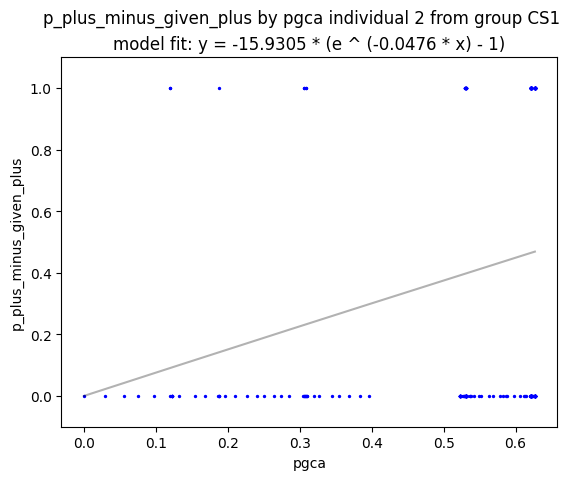 p_plus_minus_given_plus by pgca individual 2 from group CS1
model fit: y = -15.9305 * (e ^ (-0.0476 * x) - 1)
1.0
0.8
0.6
0.4
0.2
0.0
p_plus_minus_given_plus
0.0 0.1 0.2 0.3 0.4 0.5 0.6
pgca